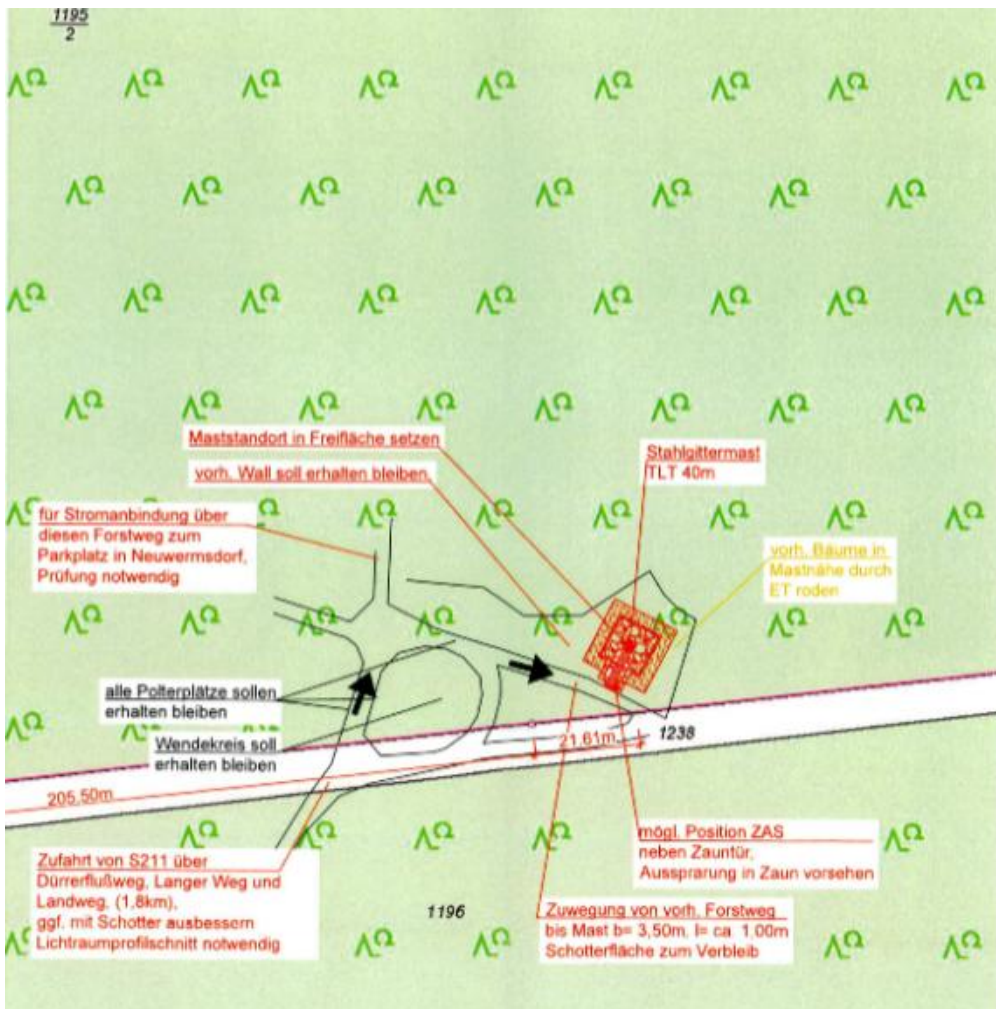 1195
2
Maststandort in Freifläche setzen
vorh. Wall soll erhalten bleiben
Stahlgittermast
TLT 40m
für Stromanbindung über
diesen Forstweg zum
Parkplatz in Neuwermsdorf,
Prüfung notwendig
vorh. Bäume in
Mastnähe durch
ET roden
alle Polterplätze sollen
erhalten bleiben
Wendekreis soll
erhalten bleiben
21.61m
1238
205,50m
Zufahrt von S211 über
Dürrerflußweg, Langer Weg und
Landweg, (1,8km),
ggf. mit Schotter ausbessern
Lichtraumprofilschnitt notwendig
mögl. Position ZAS
neben Zauntür,
Aussprarung in Zaun vorsehen
1196
Zuwegung von vorh. Forstweg
bis Mast b= 3,50m, l= ca 1,00m
Schotterfläche zum Verbleib